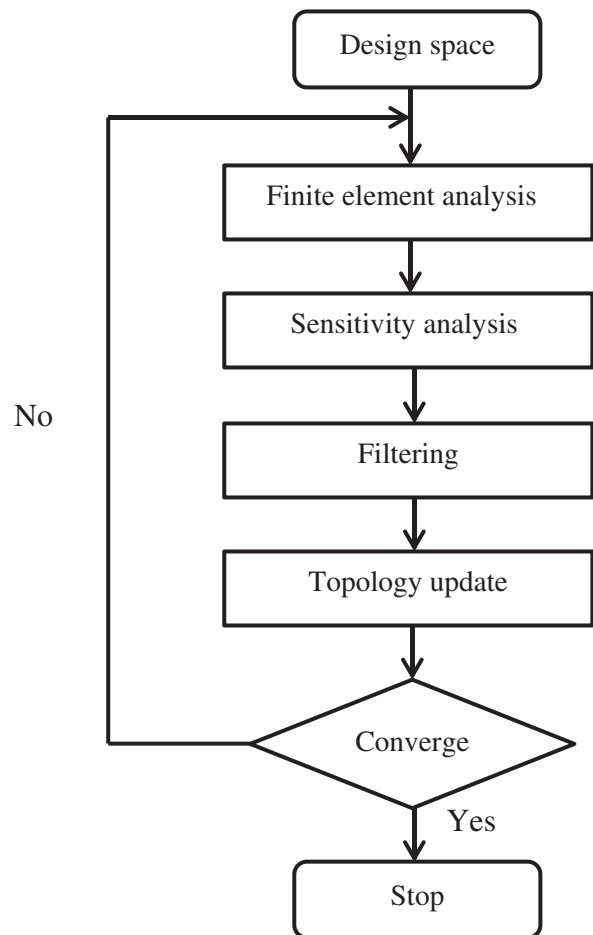 Design space
Finite element analysis
Sensitivity analysis
No
Filtering
Topology update
Converge
Yes
Stop